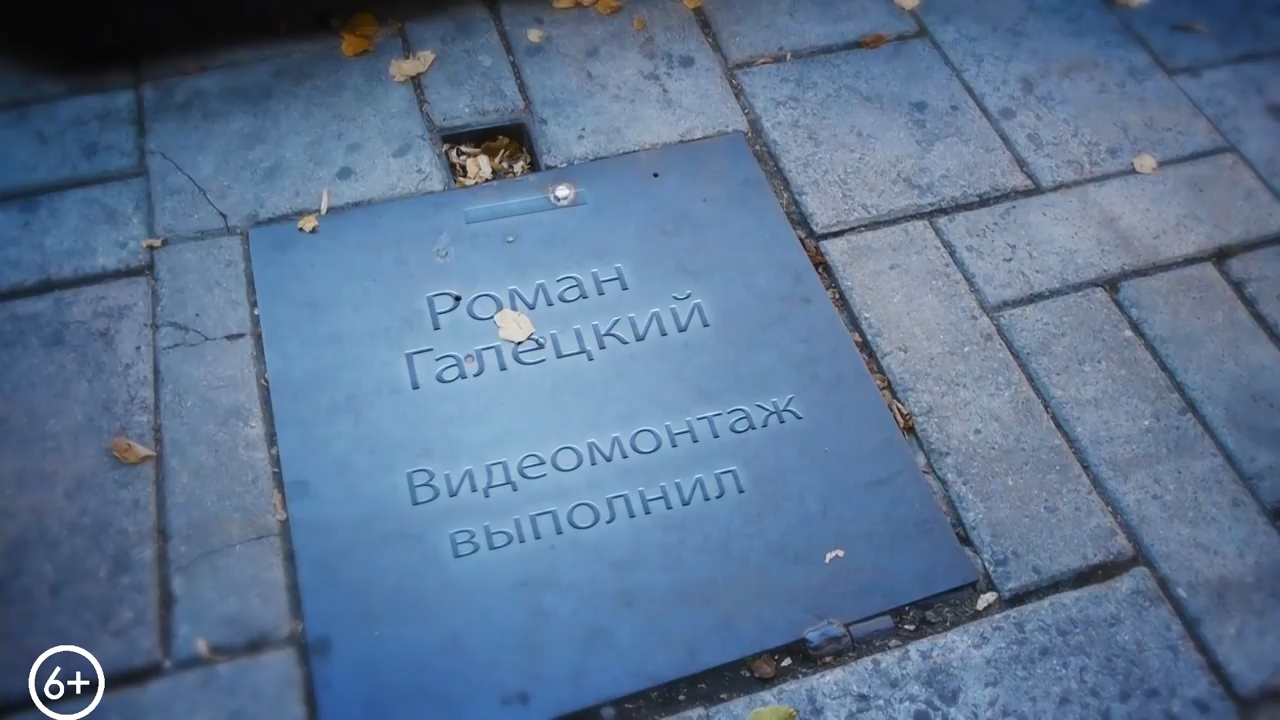 Роман
Галецкий
Видеомонтаж
выполнил
6+